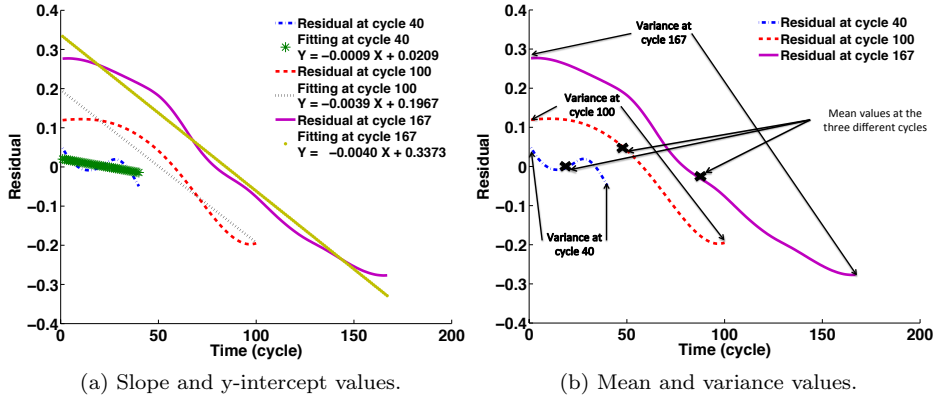 0.4
0.3
0.2
0.1
0
−0.1
−0.2
−0.3
−0.4
Residual
0
50
100
150
200
Time (cycle)
Residual at cycle 40
Fitting at cycle 40
Y = −0.0009 X + 0.0209
Residual at cycle 100
Fitting at cycle 100
Y = −0.0039 X + 0.1967
Residual at cycle 167
Fitting at cycle 167
Y = −0.0040 X + 0.3373
(a) Slope and y-intercept values.
0.4
0.3
0.2
0.1
0
−0.1
−0.2
−0.3
−0.4
Residual
0
50
100
150
200
Time (cycle)
Variance at
cycle 167
Residual at cycle 40
Residual at cycle 100
Residual at cycle 167
Variance at
cycle 100
Mean values at the
three different cycles
Variance at
cycle 40
(b) Mean and variance values.